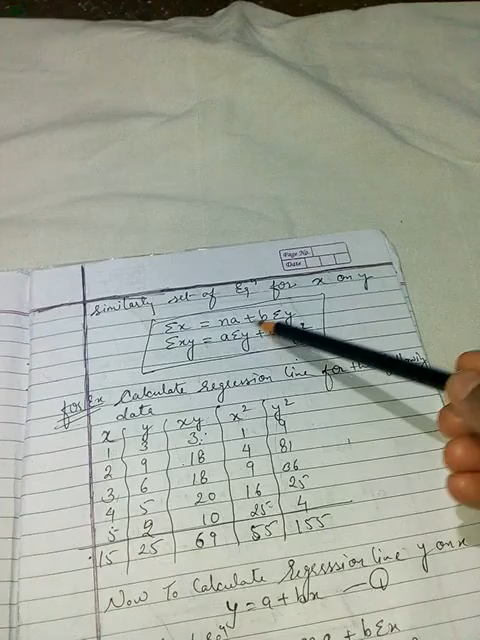 Page No.
Date
Similarly set of Eqⁿ for x on y
Σx = na + bΣy
Σxy = aΣy +
for ex Calculate regression line for the following
data
x y xy x² y²
1 3 3 1 9
2 9 18 4 81
3 6 18 9 36
4 5 20 16 25
5 2 10 25 4
15 25 69 55 155
Now To Calculate Regression line y on x
y = a + bx — ①
+ bΣx